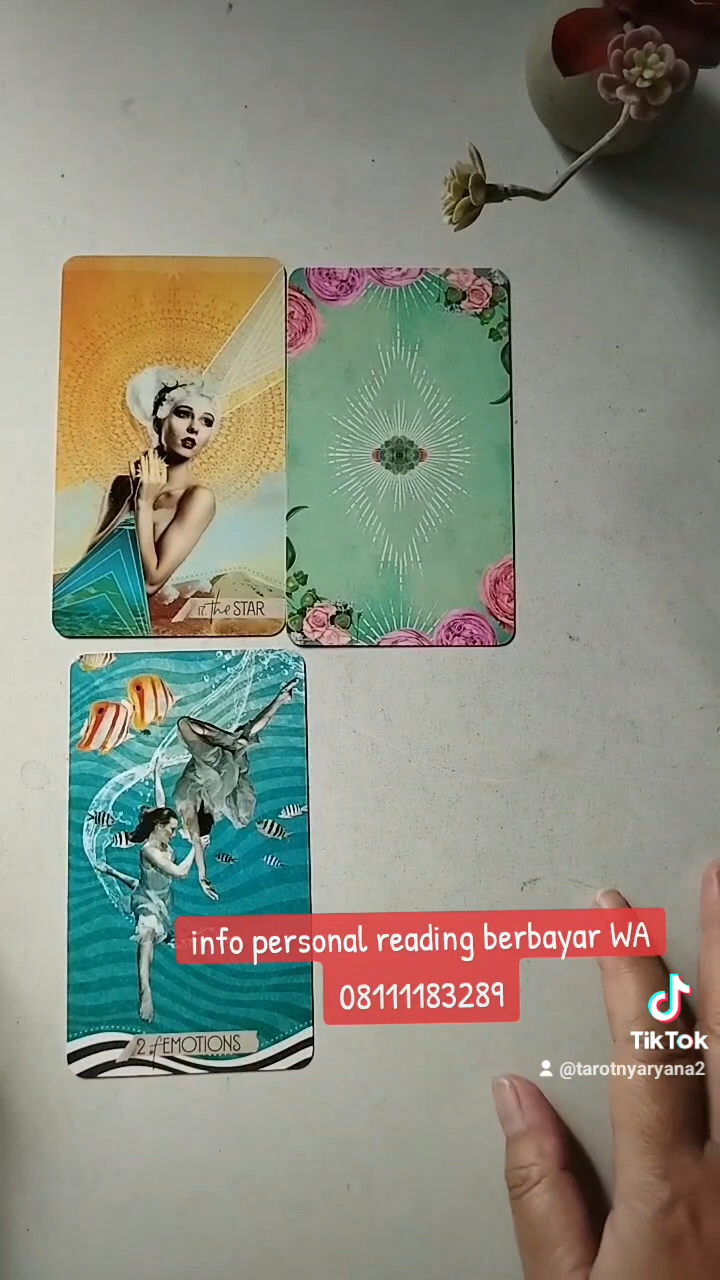 17. the STAR
2 of EMOTIONS
info personal reading berbayar WA
08111183289
TikTok
@tarotnyaryana2